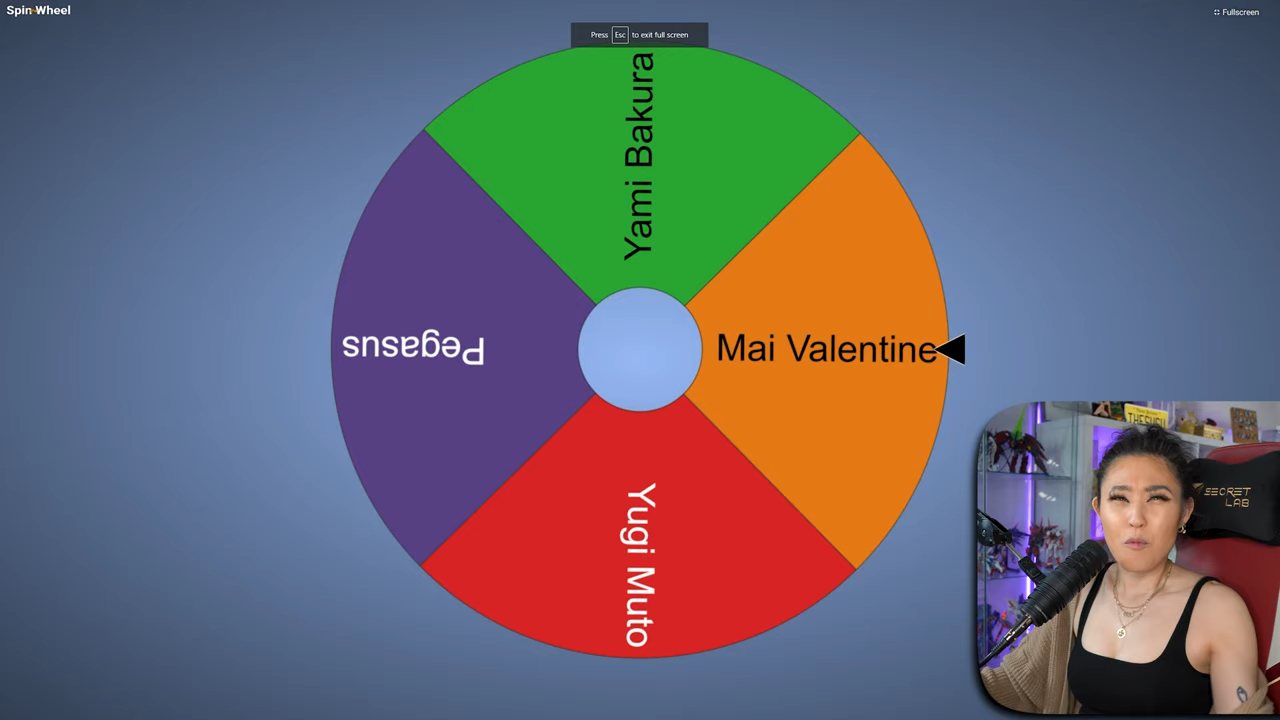 Spin Wheel
Fullscreen
Press Esc to exit full screen
Yami Bakura
Pegasus
Mai Valentine
Yugi Muto
SECRET
LAB